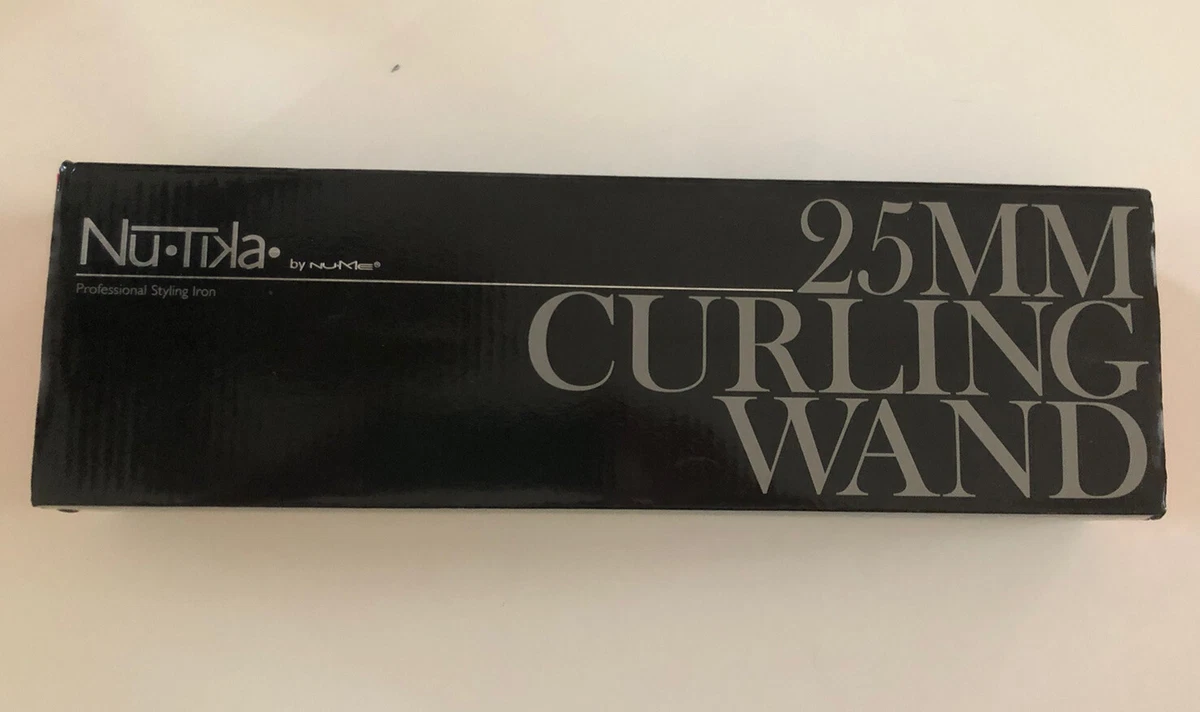 Nu•Tika•
by NuMe®
Professional Styling Iron
25MM
CURLING
WAND